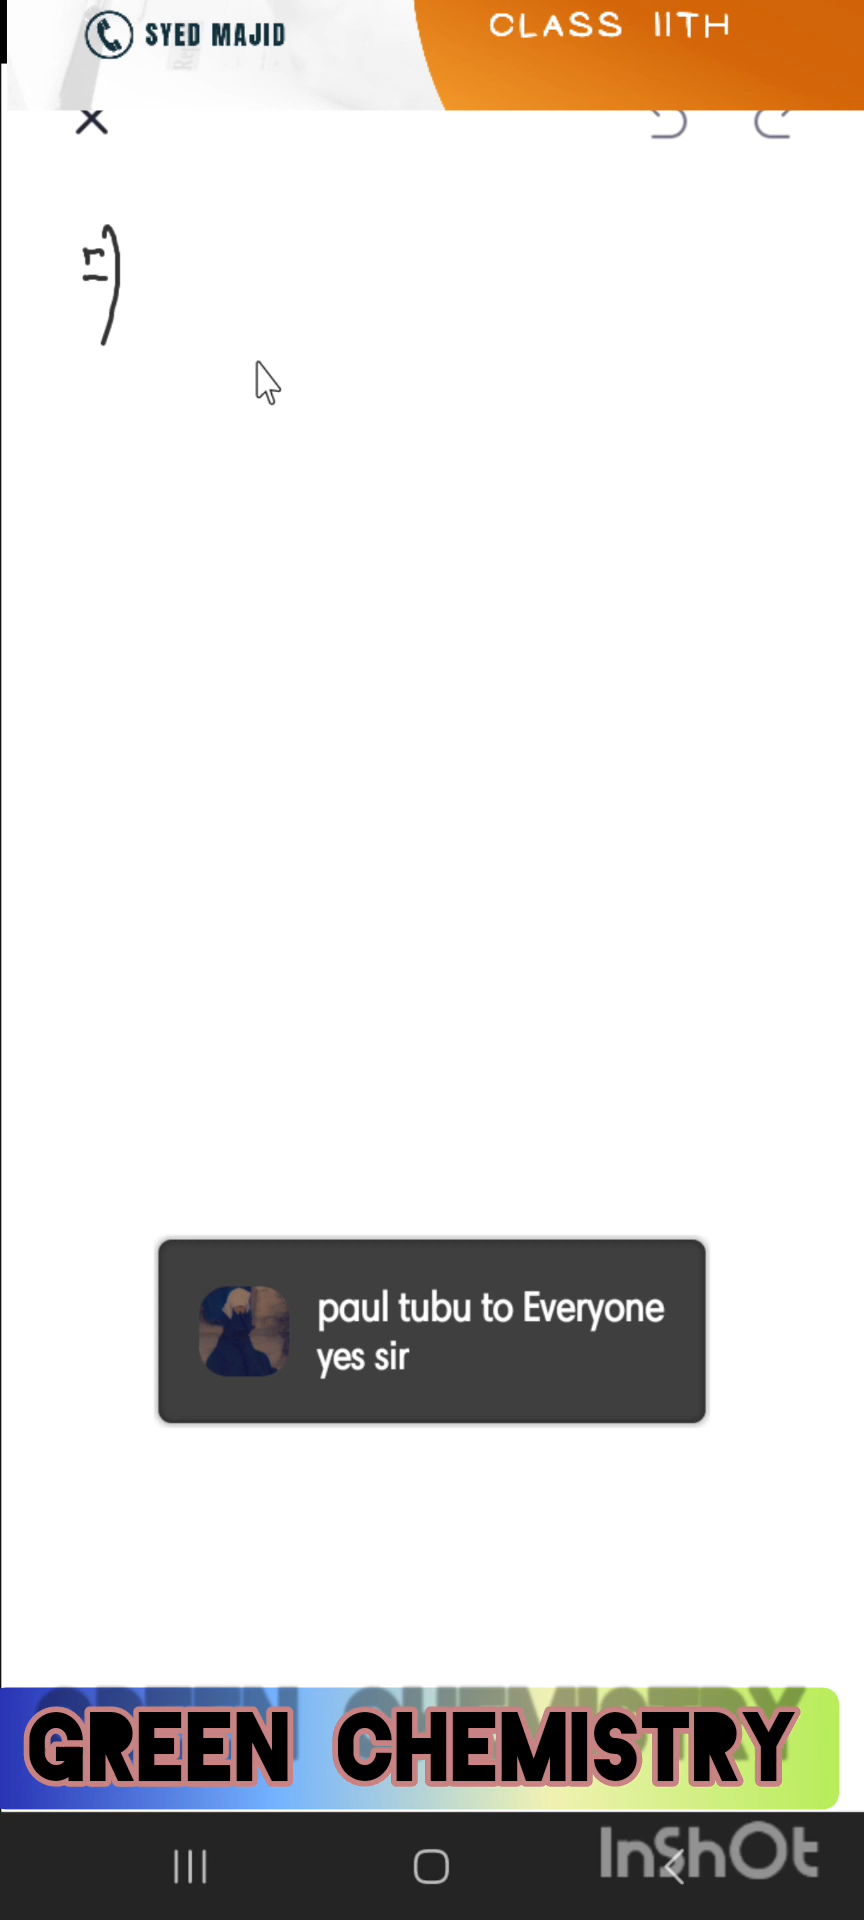 SYED MAJID
CLASS 11TH
paul tubu to Everyone
yes sir
GREEN CHEMISTRY
InShOt